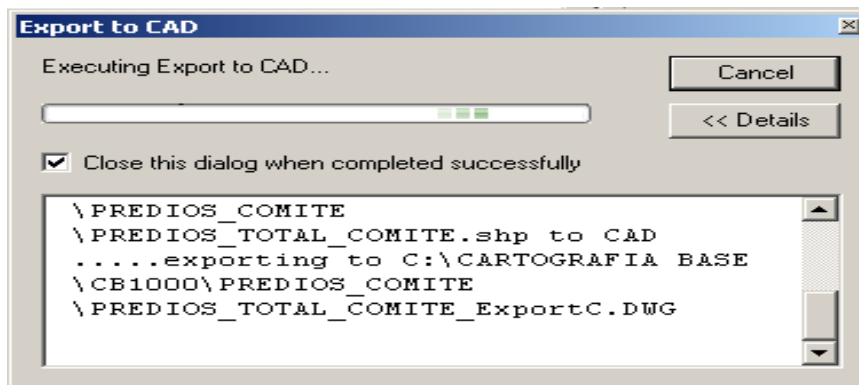 Export to CAD
Executing Export to CAD...
Cancel
<< Details
Close this dialog when completed successfully
\PREDIOS_COMITE
\PREDIOS_TOTAL_COMITE.shp to CAD
.....exporting to C:\CARTOGRAFIA BASE
\CB1000\PREDIOS_COMITE
\PREDIOS_TOTAL_COMITE_ExportC.DWG